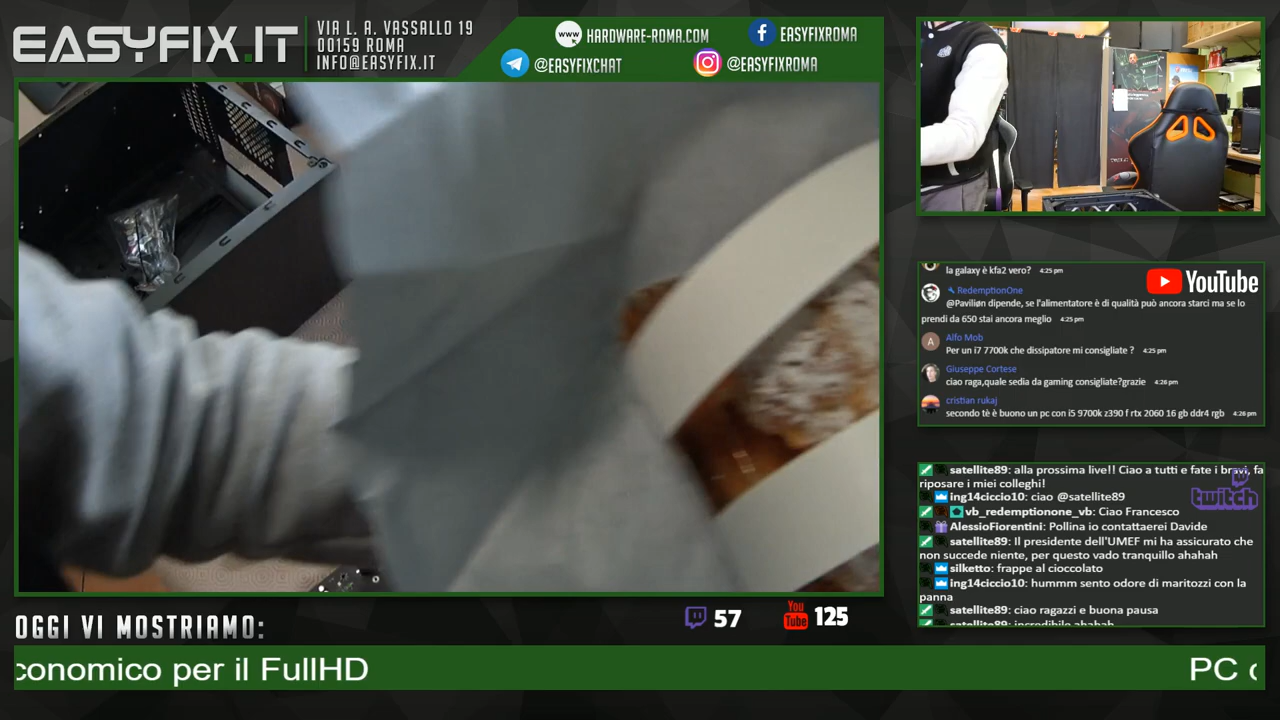 EASYFIX.IT
VIA L. A. VASSALLO 19
00159 ROMA
INFO@EASYFIX.IT
www HARDWARE-ROMA.COM
EASYFIXROMA
@EASYFIXCHAT
@EASYFIXROMA
la galaxy è kfa2 vero? 4:25 pm
YouTube
RedemptionOne
@Paviliøn dipende, se l'alimentatore è di qualità può ancora starci ma se lo
prendi da 650 stai ancora meglio 4:25 pm
A Alfo Mob
Per un i7 7700k che dissipatore mi consigliate ? 4:25 pm
Giuseppe Cortese
ciao raga,quale sedia da gaming consigliate?grazie 4:26 pm
cristian rukaj
secondo tè è buono un pc con i5 9700k z390 f rtx 2060 16 gb ddr4 rgb 4:26 pm
satellite89: alla prossima live!! Ciao a tutti e fate i bravi, fa
riposare i miei colleghi!
twitch
ing14ciccio10: ciao @satellite89
vb_redemptionone_vb: Ciao Francesco
AlessioFiorentini: Pollina io contattaerei Davide
satellite89: Il presidente dell'UMEF mi ha assicurato che
non succede niente, per questo vado tranquillo ahahah
silketto: frappe al cioccolato
ing14ciccio10: hummm sento odore di maritozzi con la
panna
satellite89: ciao ragazzi e buona pausa
satellite89: incredibile ahahah
57
You Tube 125
OGGI VI MOSTRIAMO:
conomico per il FullHD
PC